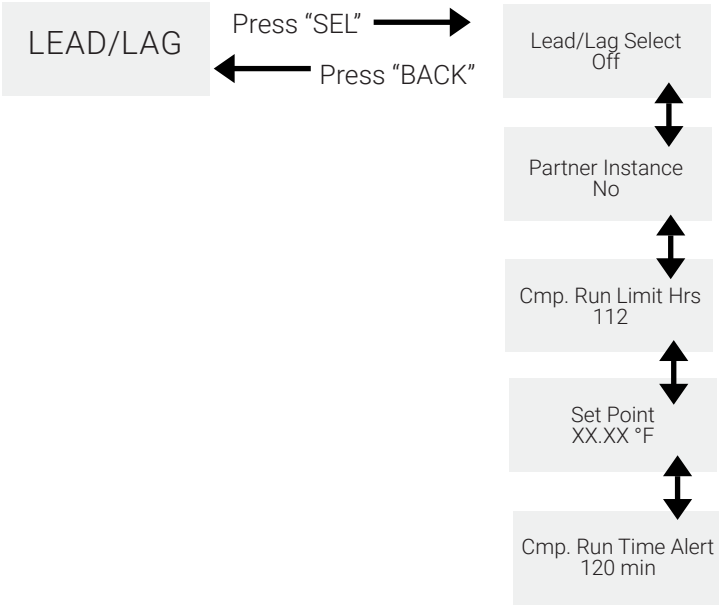 LEAD/LAG
Press “SEL”
Press “BACK”
Lead/Lag Select
Off
Partner Instance
No
Cmp. Run Limit Hrs
112
Set Point
XX.XX °F
Cmp. Run Time Alert
120 min